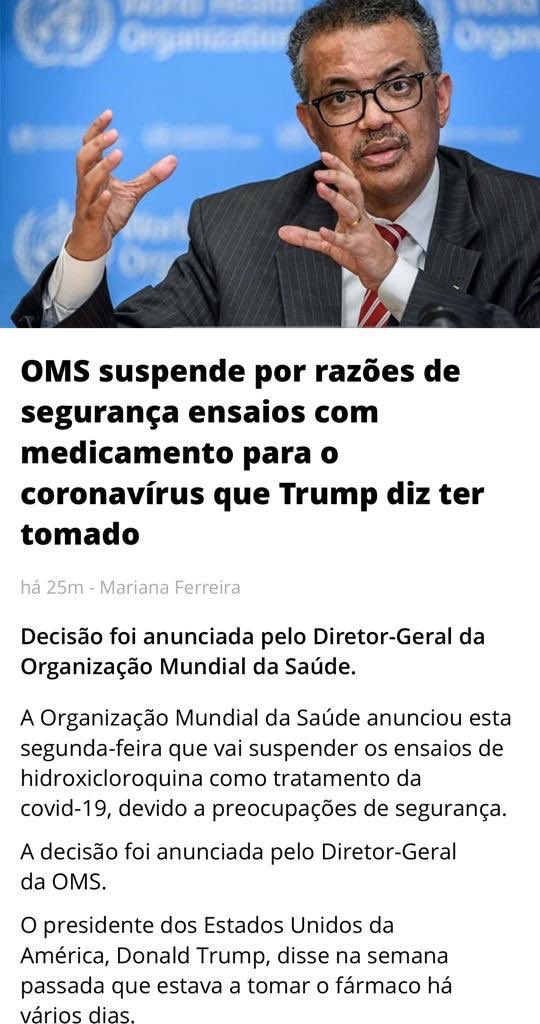 World Health
Organization
Organ
OMS suspende por razões de
segurança ensaios com
medicamento para o
coronavírus que Trump diz ter
tomado
há 25m - Mariana Ferreira
Decisão foi anunciada pelo Diretor-Geral da
Organização Mundial da Saúde.
A Organização Mundial da Saúde anunciou esta
segunda-feira que vai suspender os ensaios de
hidroxicloroquina como tratamento da
covid-19, devido a preocupações de segurança.
A decisão foi anunciada pelo Diretor-Geral
da OMS.
O presidente dos Estados Unidos da
América, Donald Trump, disse na semana
passada que estava a tomar o fármaco há
vários dias.